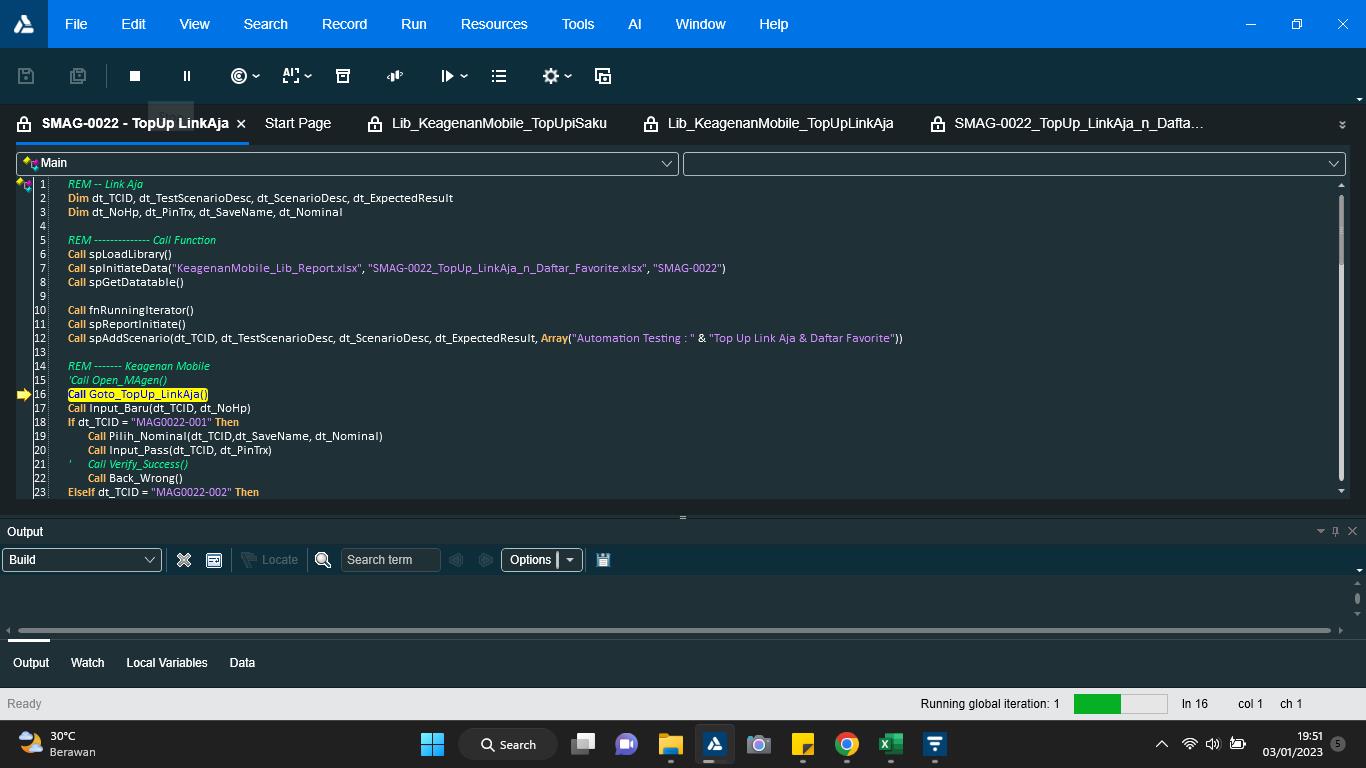 File Edit View Search Record Run Resources Tools AI Window Help
SMAG-0022 - TopUp LinkAja Start Page Lib_KeagenanMobile_TopUpiSaku Lib_KeagenanMobile_TopUpLinkAja SMAG-0022_TopUp_LinkAja_n_Dafta...
Main
1 REM -- Link Aja
2 Dim dt_TCID, dt_TestScenarioDesc, dt_ScenarioDesc, dt_ExpectedResult
3 Dim dt_NoHp, dt_PinTrx, dt_SaveName, dt_Nominal
4
5 REM -------------- Call Function
6 Call spLoadLibrary()
7 Call spInitiateData("KeagenanMobile_Lib_Report.xlsx", "SMAG-0022_TopUp_LinkAja_n_Daftar_Favorite.xlsx", "SMAG-0022")
8 Call spGetDatatable()
9
10 Call fnRunningIterator()
11 Call spReportInitiate()
12 Call spAddScenario(dt_TCID, dt_TestScenarioDesc, dt_ScenarioDesc, dt_ExpectedResult, Array("Automation Testing : " & "Top Up Link Aja & Daftar Favorite"))
13
14 REM ------- Keagenan Mobile
15 'Call Open_MAgen()
16 Call Goto_TopUp_LinkAja()
17 Call Input_Baru(dt_TCID, dt_NoHp)
18 If dt_TCID = "MAG0022-001" Then
19 Call Pilih_Nominal(dt_TCID,dt_SaveName, dt_Nominal)
20 Call Input_Pass(dt_TCID, dt_PinTrx)
21 ' Call Verify_Success()
22 Call Back_Wrong()
23 ElseIf dt_TCID = "MAG0022-002" Then
Output
Build Locate Search term Options
Output Watch Local Variables Data
Ready Running global iteration: 1 ln 16 col 1 ch 1
30°C
Berawan
Search
19:51
03/01/2023
5